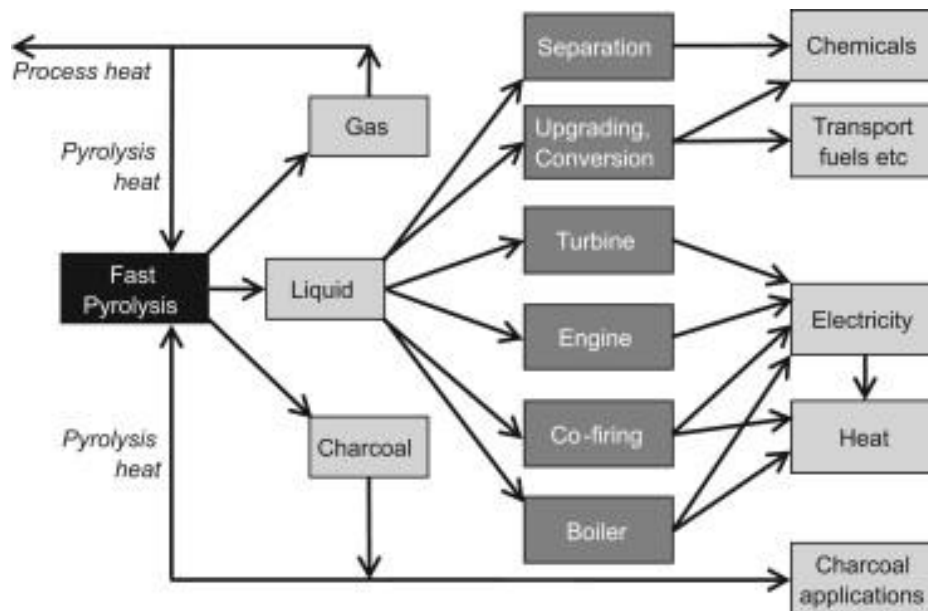 Separation
Chemicals
Process heat
Gas
Upgrading,
Conversion
Transport
fuels etc
Pyrolysis
heat
Turbine
Fast
Pyrolysis
Liquid
Electricity
Engine
Pyrolysis
heat
Charcoal
Co-firing
Heat
Boiler
Charcoal
applications